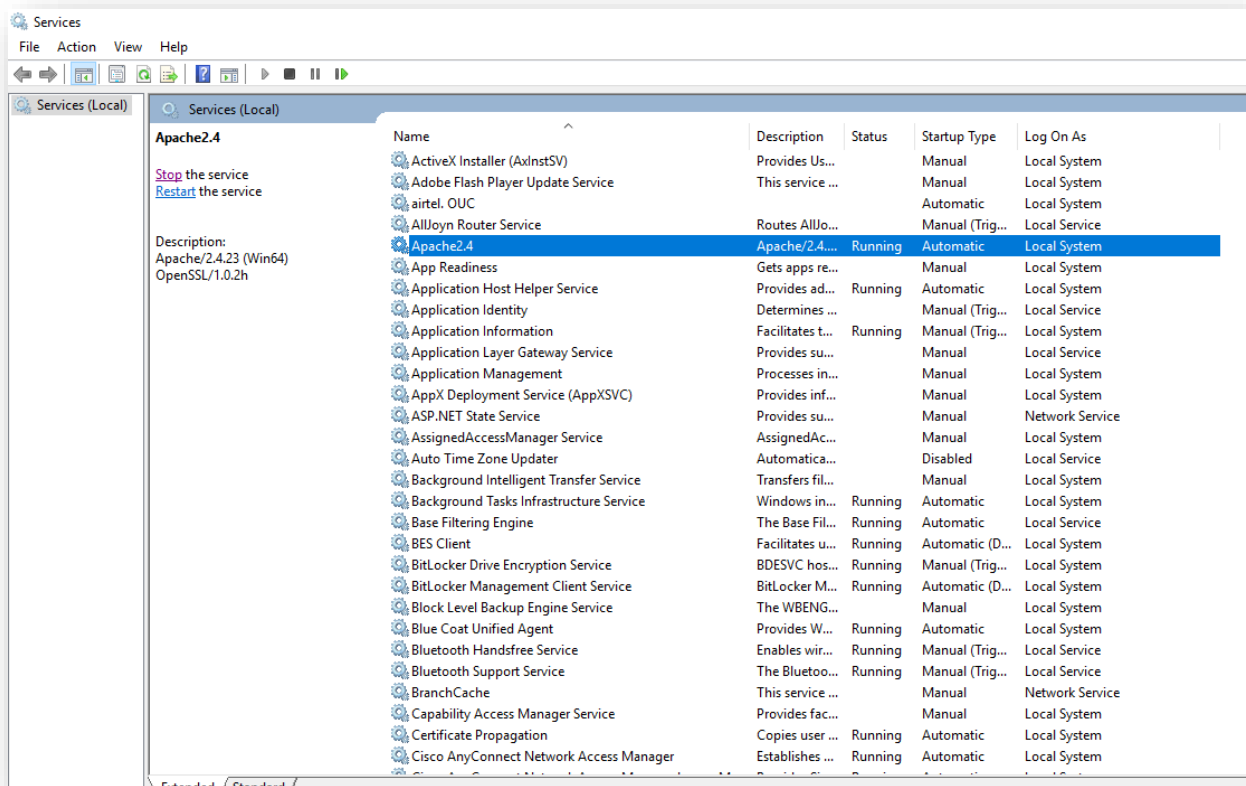 Services
File Action View Help
Services (Local)
Services (Local)
Apache2.4
Stop the service
Restart the service
Description:
Apache/2.4.23 (Win64)
OpenSSL/1.0.2h
Name Description Status Startup Type Log On As
ActiveX Installer (AxInstSV) Provides Us... Manual Local System
Adobe Flash Player Update Service This service ... Manual Local System
airtel. OUC Automatic Local System
AllJoyn Router Service Routes AllJo... Manual (Trig... Local Service
Apache2.4 Apache/2.4.... Running Automatic Local System
App Readiness Gets apps re... Manual Local System
Application Host Helper Service Provides ad... Running Automatic Local System
Application Identity Determines ... Manual (Trig... Local Service
Application Information Facilitates t... Running Manual (Trig... Local System
Application Layer Gateway Service Provides su... Manual Local Service
Application Management Processes in... Manual Local System
AppX Deployment Service (AppXSVC) Provides inf... Manual Local System
ASP.NET State Service Provides su... Manual Network Service
AssignedAccessManager Service AssignedAc... Manual Local System
Auto Time Zone Updater Automatica... Disabled Local Service
Background Intelligent Transfer Service Transfers fil... Manual Local System
Background Tasks Infrastructure Service Windows in... Running Automatic Local System
Base Filtering Engine The Base Fil... Running Automatic Local Service
BES Client Facilitates u... Running Automatic (D... Local System
BitLocker Drive Encryption Service BDESVC hos... Running Manual (Trig... Local System
BitLocker Management Client Service BitLocker M... Running Automatic (D... Local System
Block Level Backup Engine Service The WBENG... Manual Local System
Blue Coat Unified Agent Provides W... Running Automatic Local System
Bluetooth Handsfree Service Enables wir... Running Manual (Trig... Local Service
Bluetooth Support Service The Bluetoo... Running Manual (Trig... Local Service
BranchCache This service ... Manual Network Service
Capability Access Manager Service Provides fac... Manual Local System
Certificate Propagation Copies user ... Running Automatic Local System
Cisco AnyConnect Network Access Manager Establishes ... Running Automatic Local System
Extended Standard